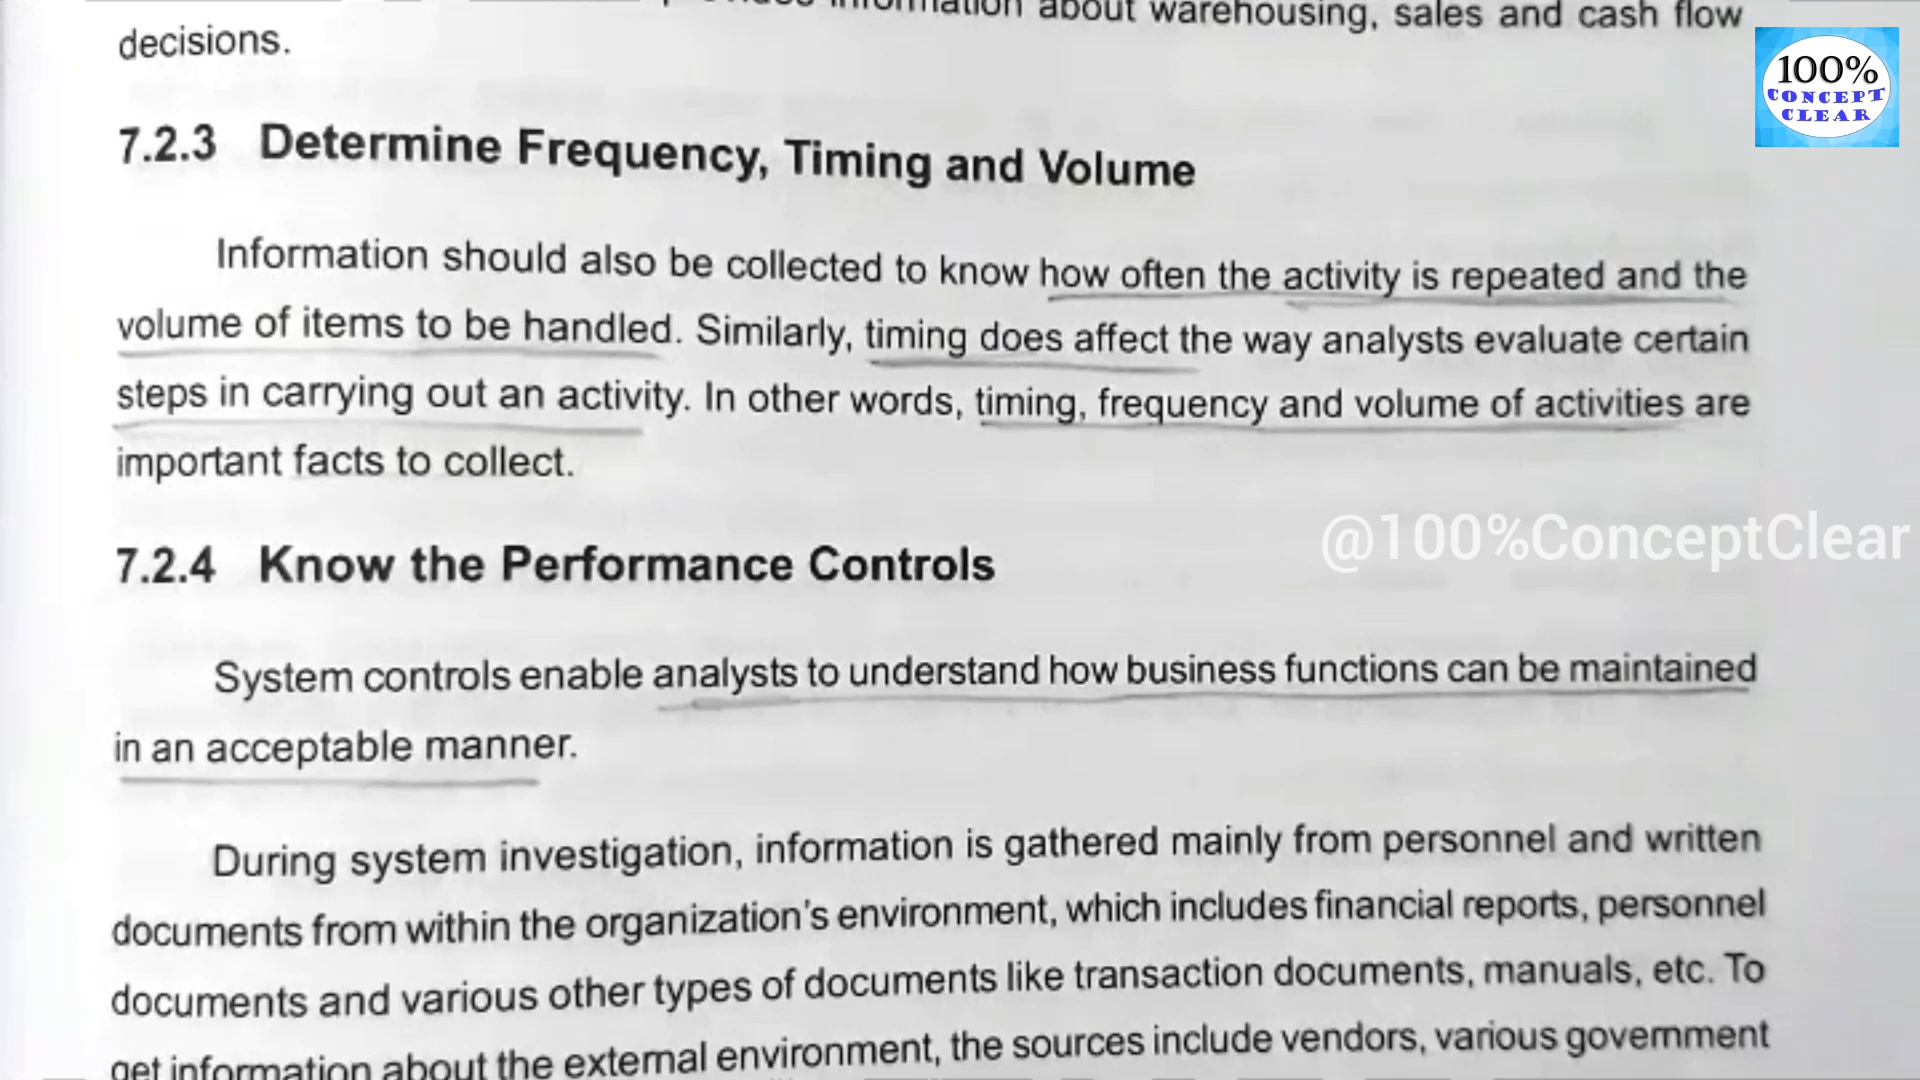 information about warehousing, sales and cash flow
decisions.
100%
CONCEPT
CLEAR
7.2.3 Determine Frequency, Timing and Volume
Information should also be collected to know how often the activity is repeated and the
volume of items to be handled. Similarly, timing does affect the way analysts evaluate certain
steps in carrying out an activity. In other words, timing, frequency and volume of activities are
important facts to collect.
@100%ConceptClear
7.2.4 Know the Performance Controls
System controls enable analysts to understand how business functions can be maintained
in an acceptable manner.
During system investigation, information is gathered mainly from personnel and written
documents from within the organization's environment, which includes financial reports, personnel
documents and various other types of documents like transaction documents, manuals, etc. To
get information about the external environment, the sources include vendors, various government